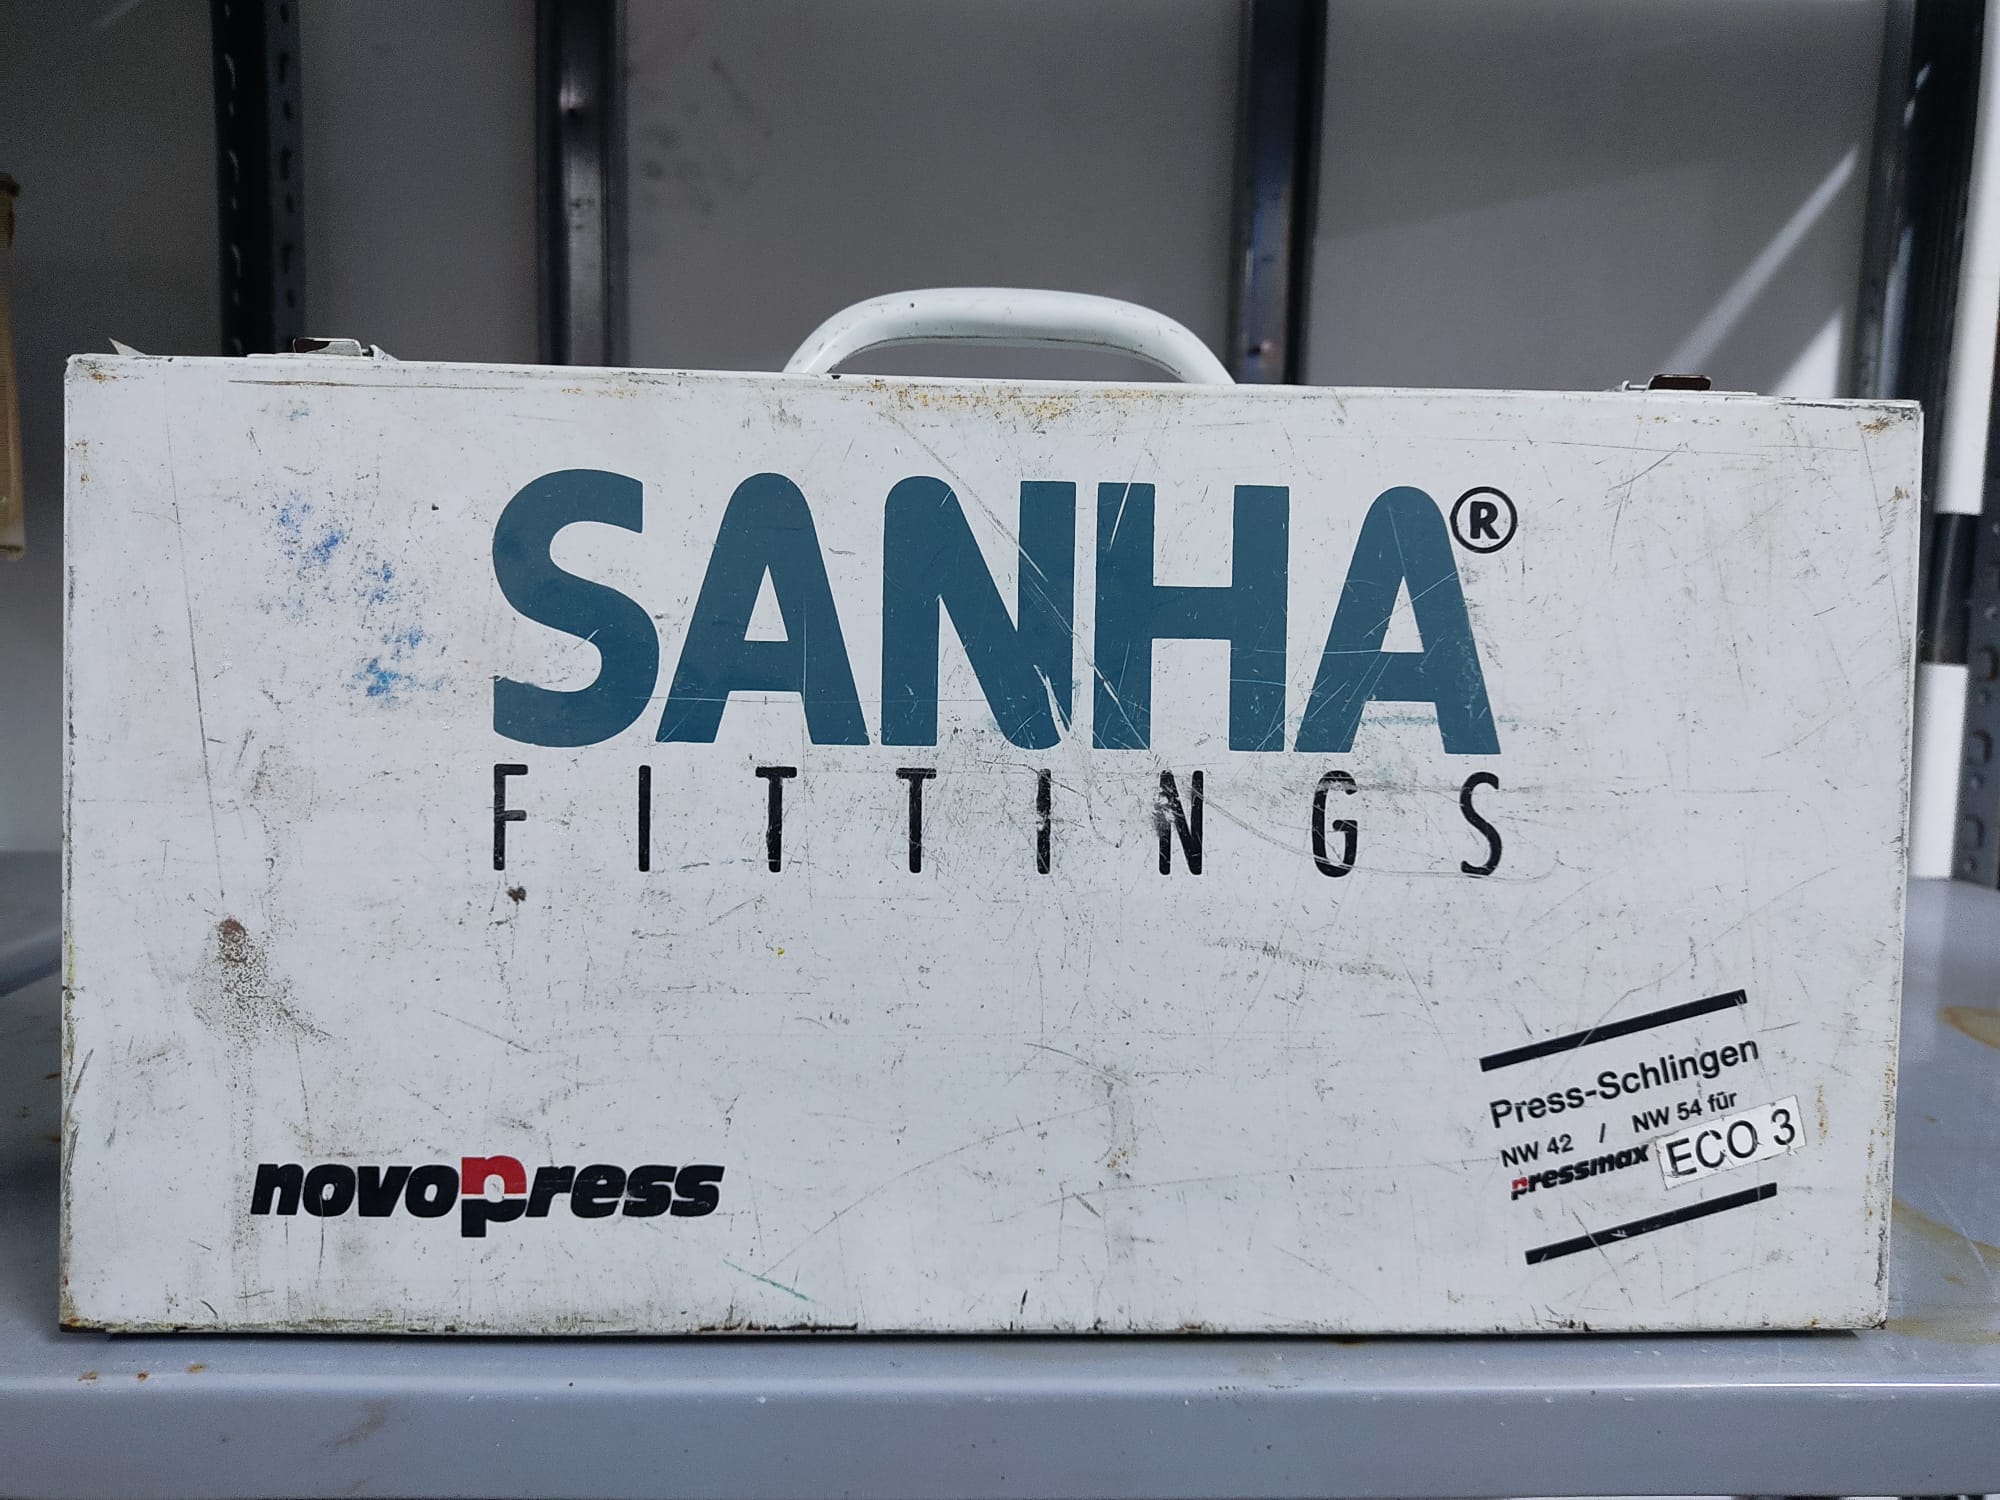 SANHA®
FITTINGS
novopress
Press-Schlingen
NW 42 / NW 54 für
pressmax ECO 3